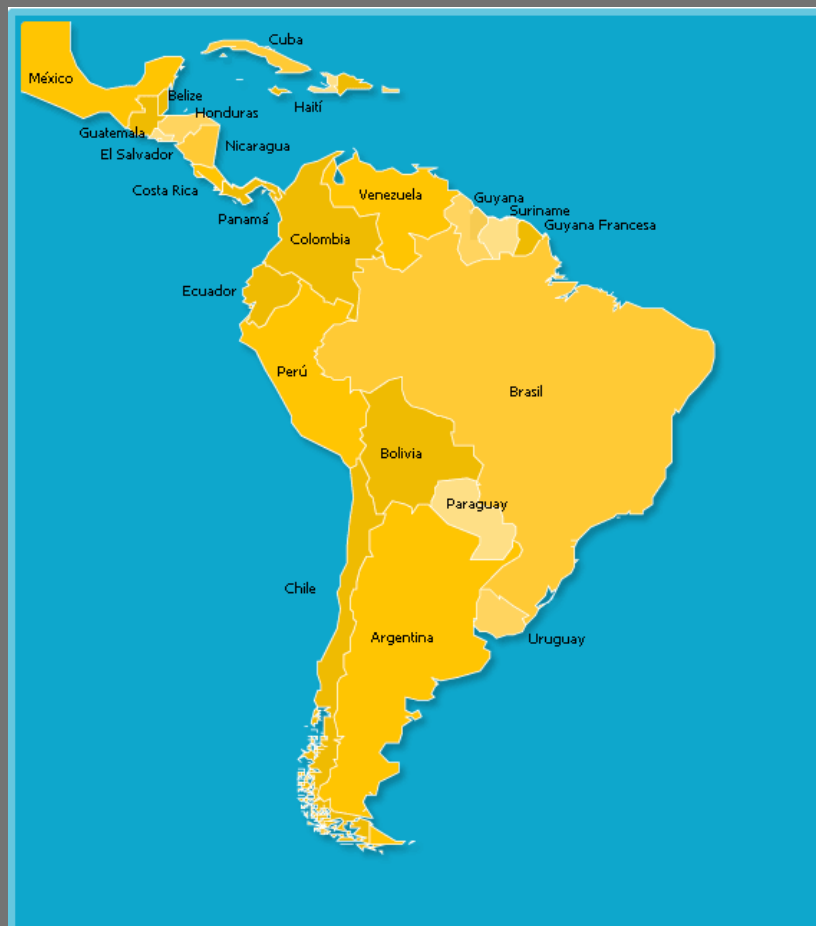 Cuba
México
Belize
Haití
Honduras
Guatemala
Nicaragua
El Salvador
Costa Rica
Venezuela
Guyana
Suriname
Panamá
Guyana Francesa
Colombia
Ecuador
Perú
Brasil
Bolivia
Paraguay
Chile
Argentina
Uruguay